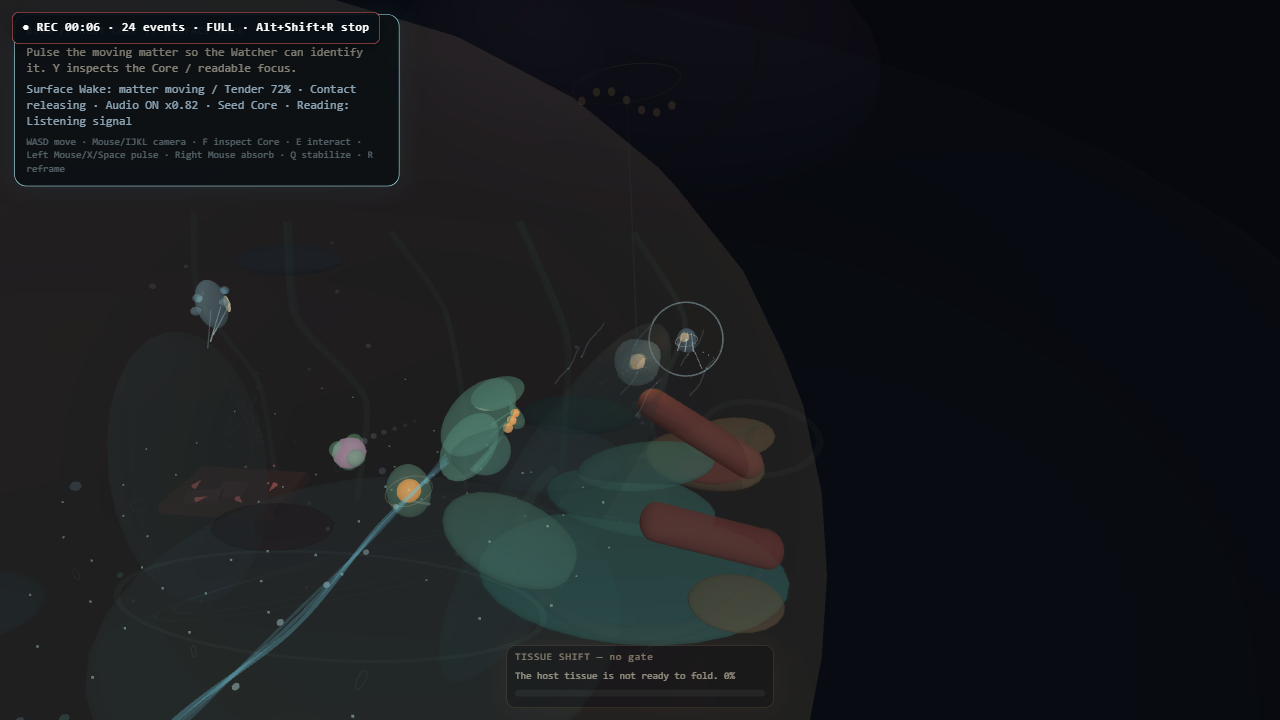 ● REC 00:06 · 24 events · FULL · Alt+Shift+R stop
Pulse the moving matter so the Watcher can identify
it. Y inspects the Core / readable focus.
Surface Wake: matter moving / Tender 72% · Contact
releasing · Audio ON x0.82 · Seed Core · Reading:
Listening signal
WASD move · Mouse/IJKL camera · F inspect Core · E interact ·
Left Mouse/X/Space pulse · Right Mouse absorb · Q stabilize · R
reframe
TISSUE SHIFT — no gate
The host tissue is not ready to fold. 0%